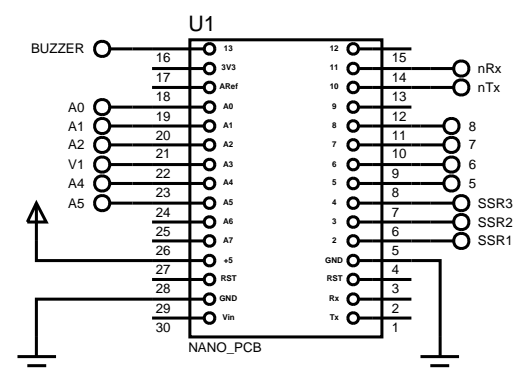 U1
BUZZER 13 12
16 3V3 11 15 nRx
17 ARef 10 14 nTx
18 9 13
A0 A0
19 8 12 8
A1 A1
20 7 11 7
A2 A2
21 6 10 6
V1 A3
22 5 9 5
A4 A4
23 4 8 SSR3
A5 A5
24 3 7 SSR2
A6
25 2 6 SSR1
A7
26 GND 5
+5
27 RST 4
RST
28 Rx 3
GND
29 Tx 2
Vin
30 1
NANO_PCB